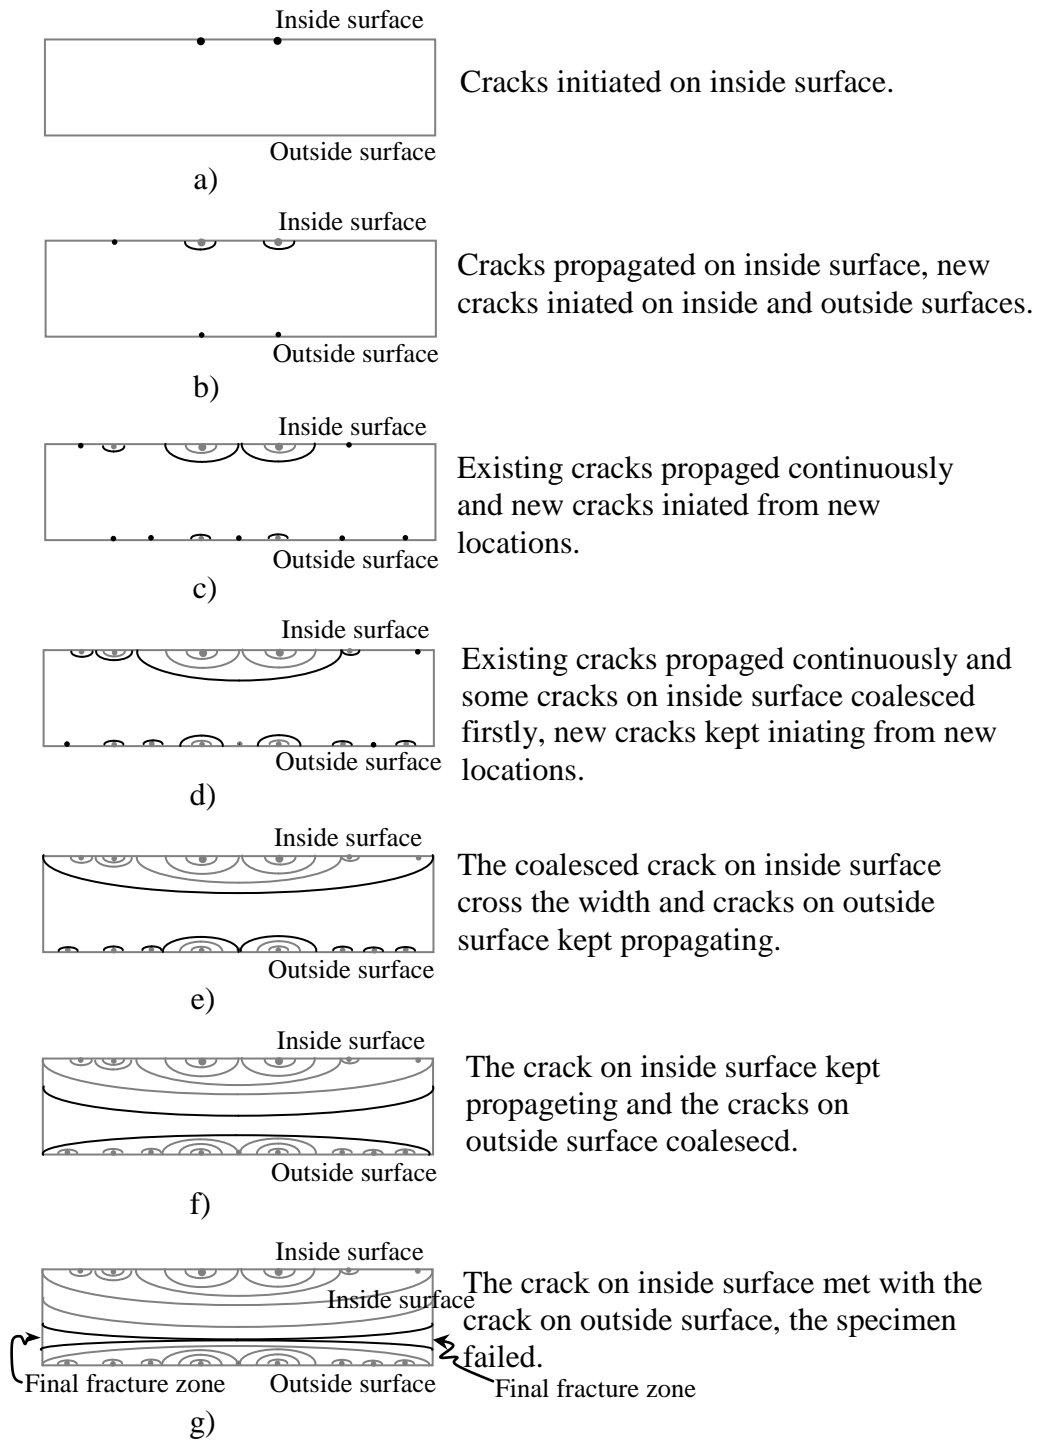 Inside surface
Cracks initiated on inside surface.
Outside surface
a)
Inside surface
Cracks propagated on inside surface, new
cracks iniated on inside and outside surfaces.
Outside surface
b)
Inside surface
Existing cracks propaged continuously
and new cracks iniated from new
locations.
Outside surface
c)
Inside surface
Existing cracks propaged continuously and
some cracks on inside surface coalesced
firstly, new cracks kept iniating from new
locations.
Outside surface
d)
Inside surface
The coalesced crack on inside surface
cross the width and cracks on outside
surface kept propagating.
Outside surface
e)
Inside surface
The crack on inside surface kept
propageting and the cracks on
outside surface coalesecd.
Outside surface
f)
Inside surface
Inside surface
The crack on inside surface met with the
crack on outside surface, the specimen
failed.
Final fracture zone
Outside surface
Final fracture zone
g)